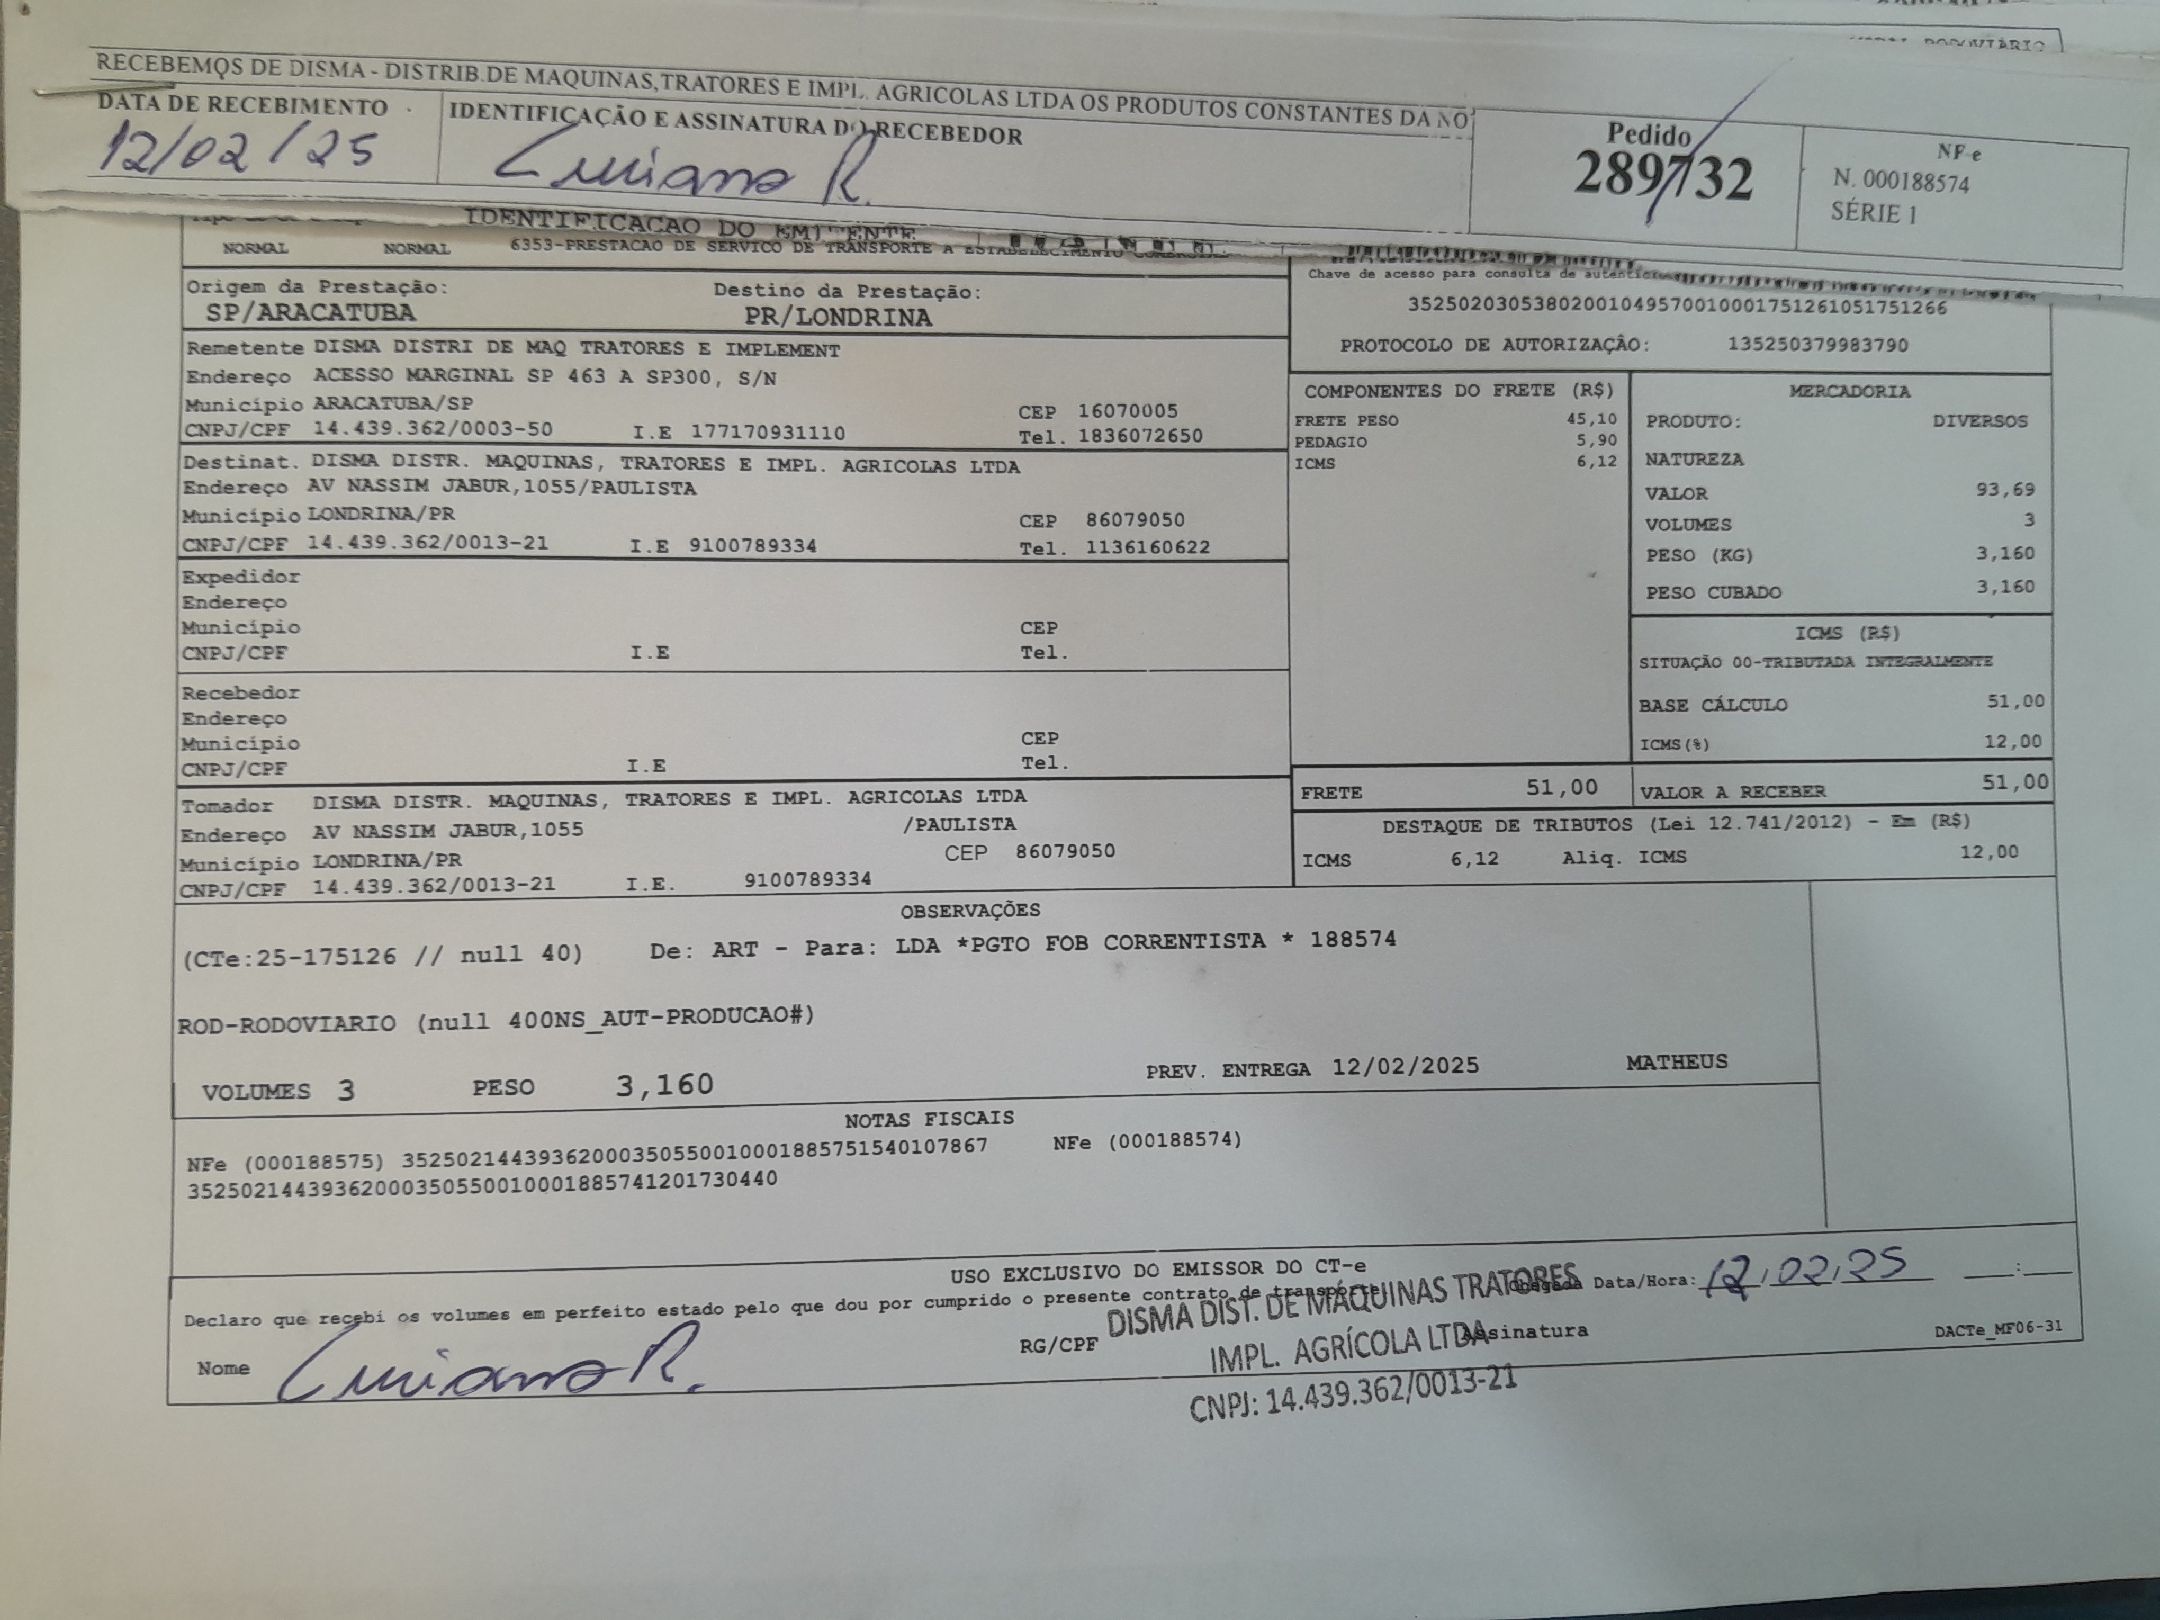 RODOVIÁRIO
RECEBEMOS DE DISMA - DISTRIB.DE MAQUINAS,TRATORES E IMPL. AGRICOLAS LTDA OS PRODUTOS CONSTANTES DA NO
DATA DE RECEBIMENTO
IDENTIFICAÇÃO E ASSINATURA DO RECEBEDOR
12/02/25
Luciano R.
Pedido
289732
NF-e
N. 000188574
SÉRIE 1
IDENTIFICACAO DO EMITENTE
NORMAL NORMAL 6353-PRESTACAO DE SERVICO DE TRANSPORTE A ESTABELECIMENTO
Chave de acesso para consulta de
35250203053802001049570010001751261051751266
Origem da Prestação: Destino da Prestação:
SP/ARACATUBA PR/LONDRINA
PROTOCOLO DE AUTORIZAÇÃO: 135250379983790
Remetente DISMA DISTRI DE MAQ TRATORES E IMPLEMENT
Endereço ACESSO MARGINAL SP 463 A SP300, S/N
Município ARACATUBA/SP CEP 16070005
CNPJ/CPF 14.439.362/0003-50 I.E 177170931110 Tel. 1836072650
Destinat. DISMA DISTR. MAQUINAS, TRATORES E IMPL. AGRICOLAS LTDA
Endereço AV NASSIM JABUR,1055/PAULISTA
Município LONDRINA/PR CEP 86079050
CNPJ/CPF 14.439.362/0013-21 I.E 9100789334 Tel. 1136160622
Expedidor
Endereço
Município CEP
CNPJ/CPF I.E Tel.
Recebedor
Endereço
Município CEP
CNPJ/CPF I.E Tel.
Tomador DISMA DISTR. MAQUINAS, TRATORES E IMPL. AGRICOLAS LTDA
Endereço AV NASSIM JABUR,1055 /PAULISTA
Município LONDRINA/PR CEP 86079050
CNPJ/CPF 14.439.362/0013-21 I.E. 9100789334
COMPONENTES DO FRETE (R$)
FRETE PESO 45,10
PEDAGIO 5,90
ICMS 6,12
MERCADORIA
PRODUTO: DIVERSOS
NATUREZA
VALOR 93,69
VOLUMES 3
PESO (KG) 3,160
PESO CUBADO 3,160
ICMS (R$)
SITUAÇÃO 00-TRIBUTADA INTEGRALMENTE
BASE CÁLCULO 51,00
ICMS(%) 12,00
FRETE 51,00 VALOR A RECEBER 51,00
DESTAQUE DE TRIBUTOS (Lei 12.741/2012) - Em (R$)
ICMS 6,12 Aliq. ICMS 12,00
OBSERVAÇÕES
(CTe:25-175126 // null 40) De: ART - Para: LDA *PGTO FOB CORRENTISTA * 188574
ROD-RODOVIARIO (null 400NS_AUT-PRODUCAO#)
VOLUMES 3 PESO 3,160 PREV. ENTREGA 12/02/2025 MATHEUS
NOTAS FISCAIS
NFe (000188575) 35250214439362000350550010001885751540107867 NFe (000188574)
35250214439362000350550010001885741201730440
USO EXCLUSIVO DO EMISSOR DO CT-e
Declaro que recebi os volumes em perfeito estado pelo que dou por cumprido o presente contrato de transporte Chegada Data/Hora: 12,02,25 __:__
Nome Luciano R. RG/CPF Assinatura DACTe_MF06-31
DISMA DIST. DE MÁQUINAS TRATORES
IMPL. AGRÍCOLA LTDA
CNPJ: 14.439.362/0013-21